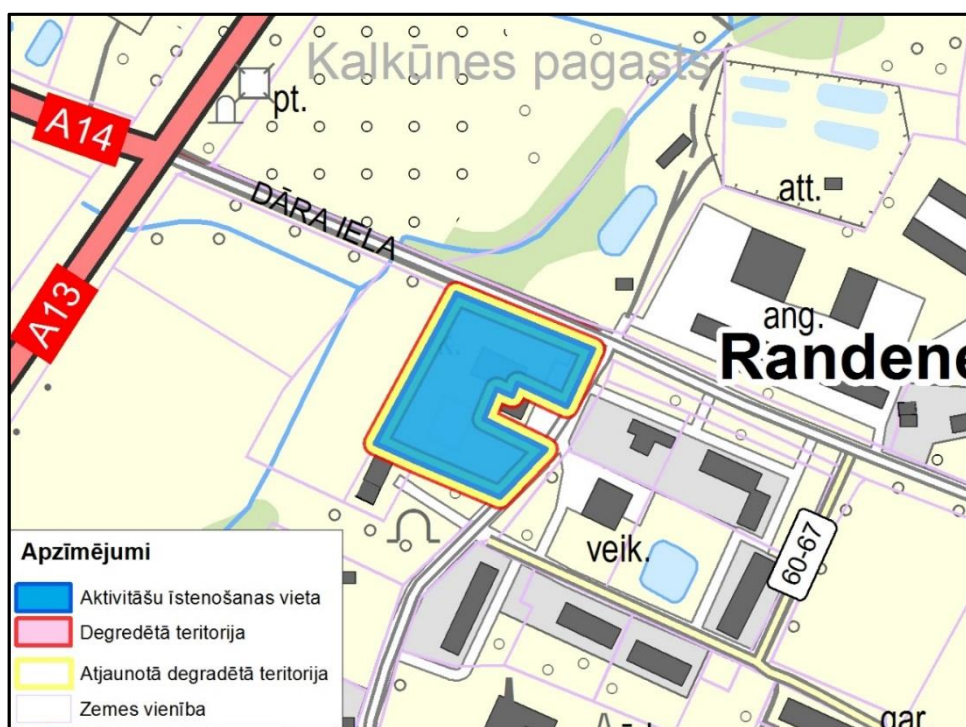 Kalkūnes pagasts
pt.
A14
DĀRA IELA
A13
att.
ang.
Randene
veik.
60-67
gar.
Apzīmējumi
Aktivitāšu īstenošanas vieta
Degredētā teritorija
Atjaunotā degradētā teritorija
Zemes vienība